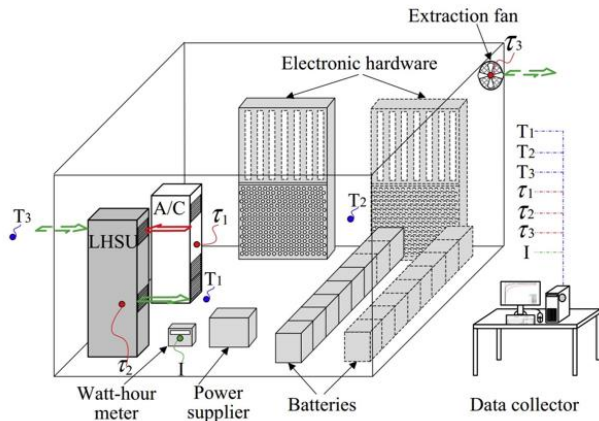 Extraction fan
τ3
Electronic hardware
T1
T2
T3
τ1
τ2
τ3
I
T3
A/C
LHSU
τ1
T2
T1
τ2
I
Watt-hour
meter
Power
supplier
Batteries
Data collector